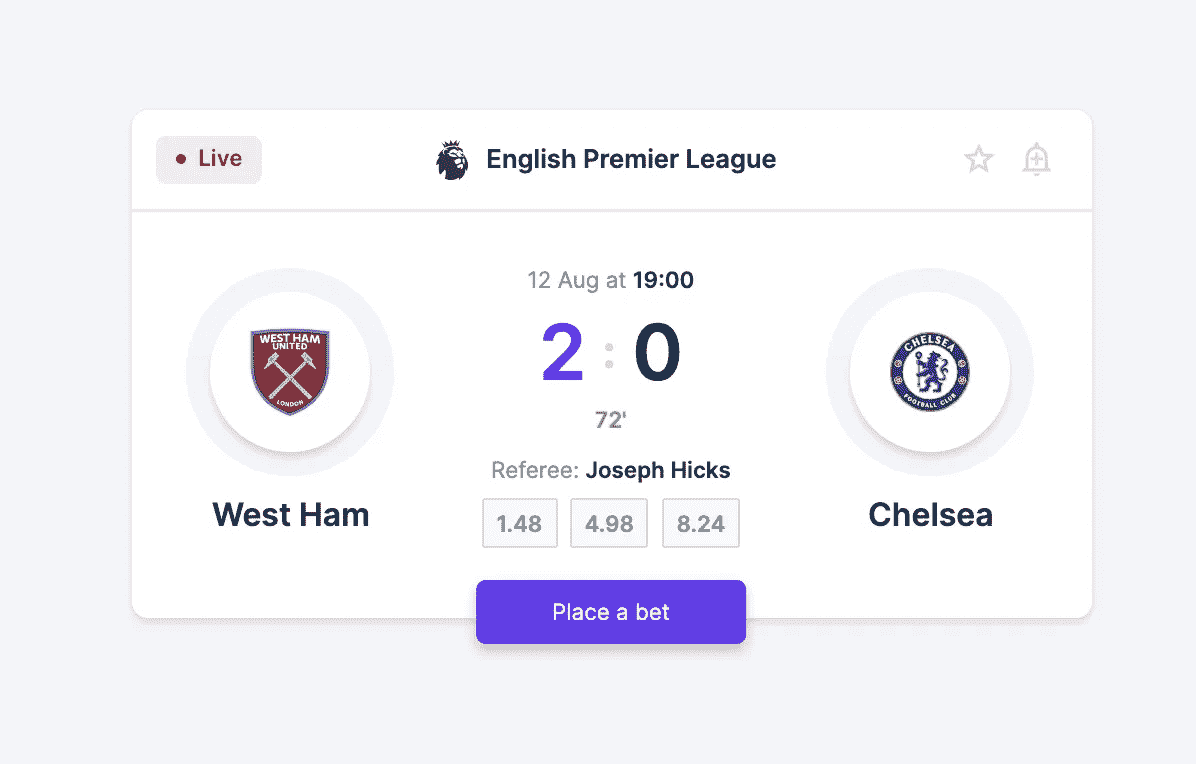 Live
English Premier League
12 Aug at 19:00
2 : 0
72'
Referee: Joseph Hicks
1.48 4.98 8.24
WEST HAM
UNITED
LONDON
West Ham
CHELSEA
FOOTBALL CLUB
Chelsea
Place a bet